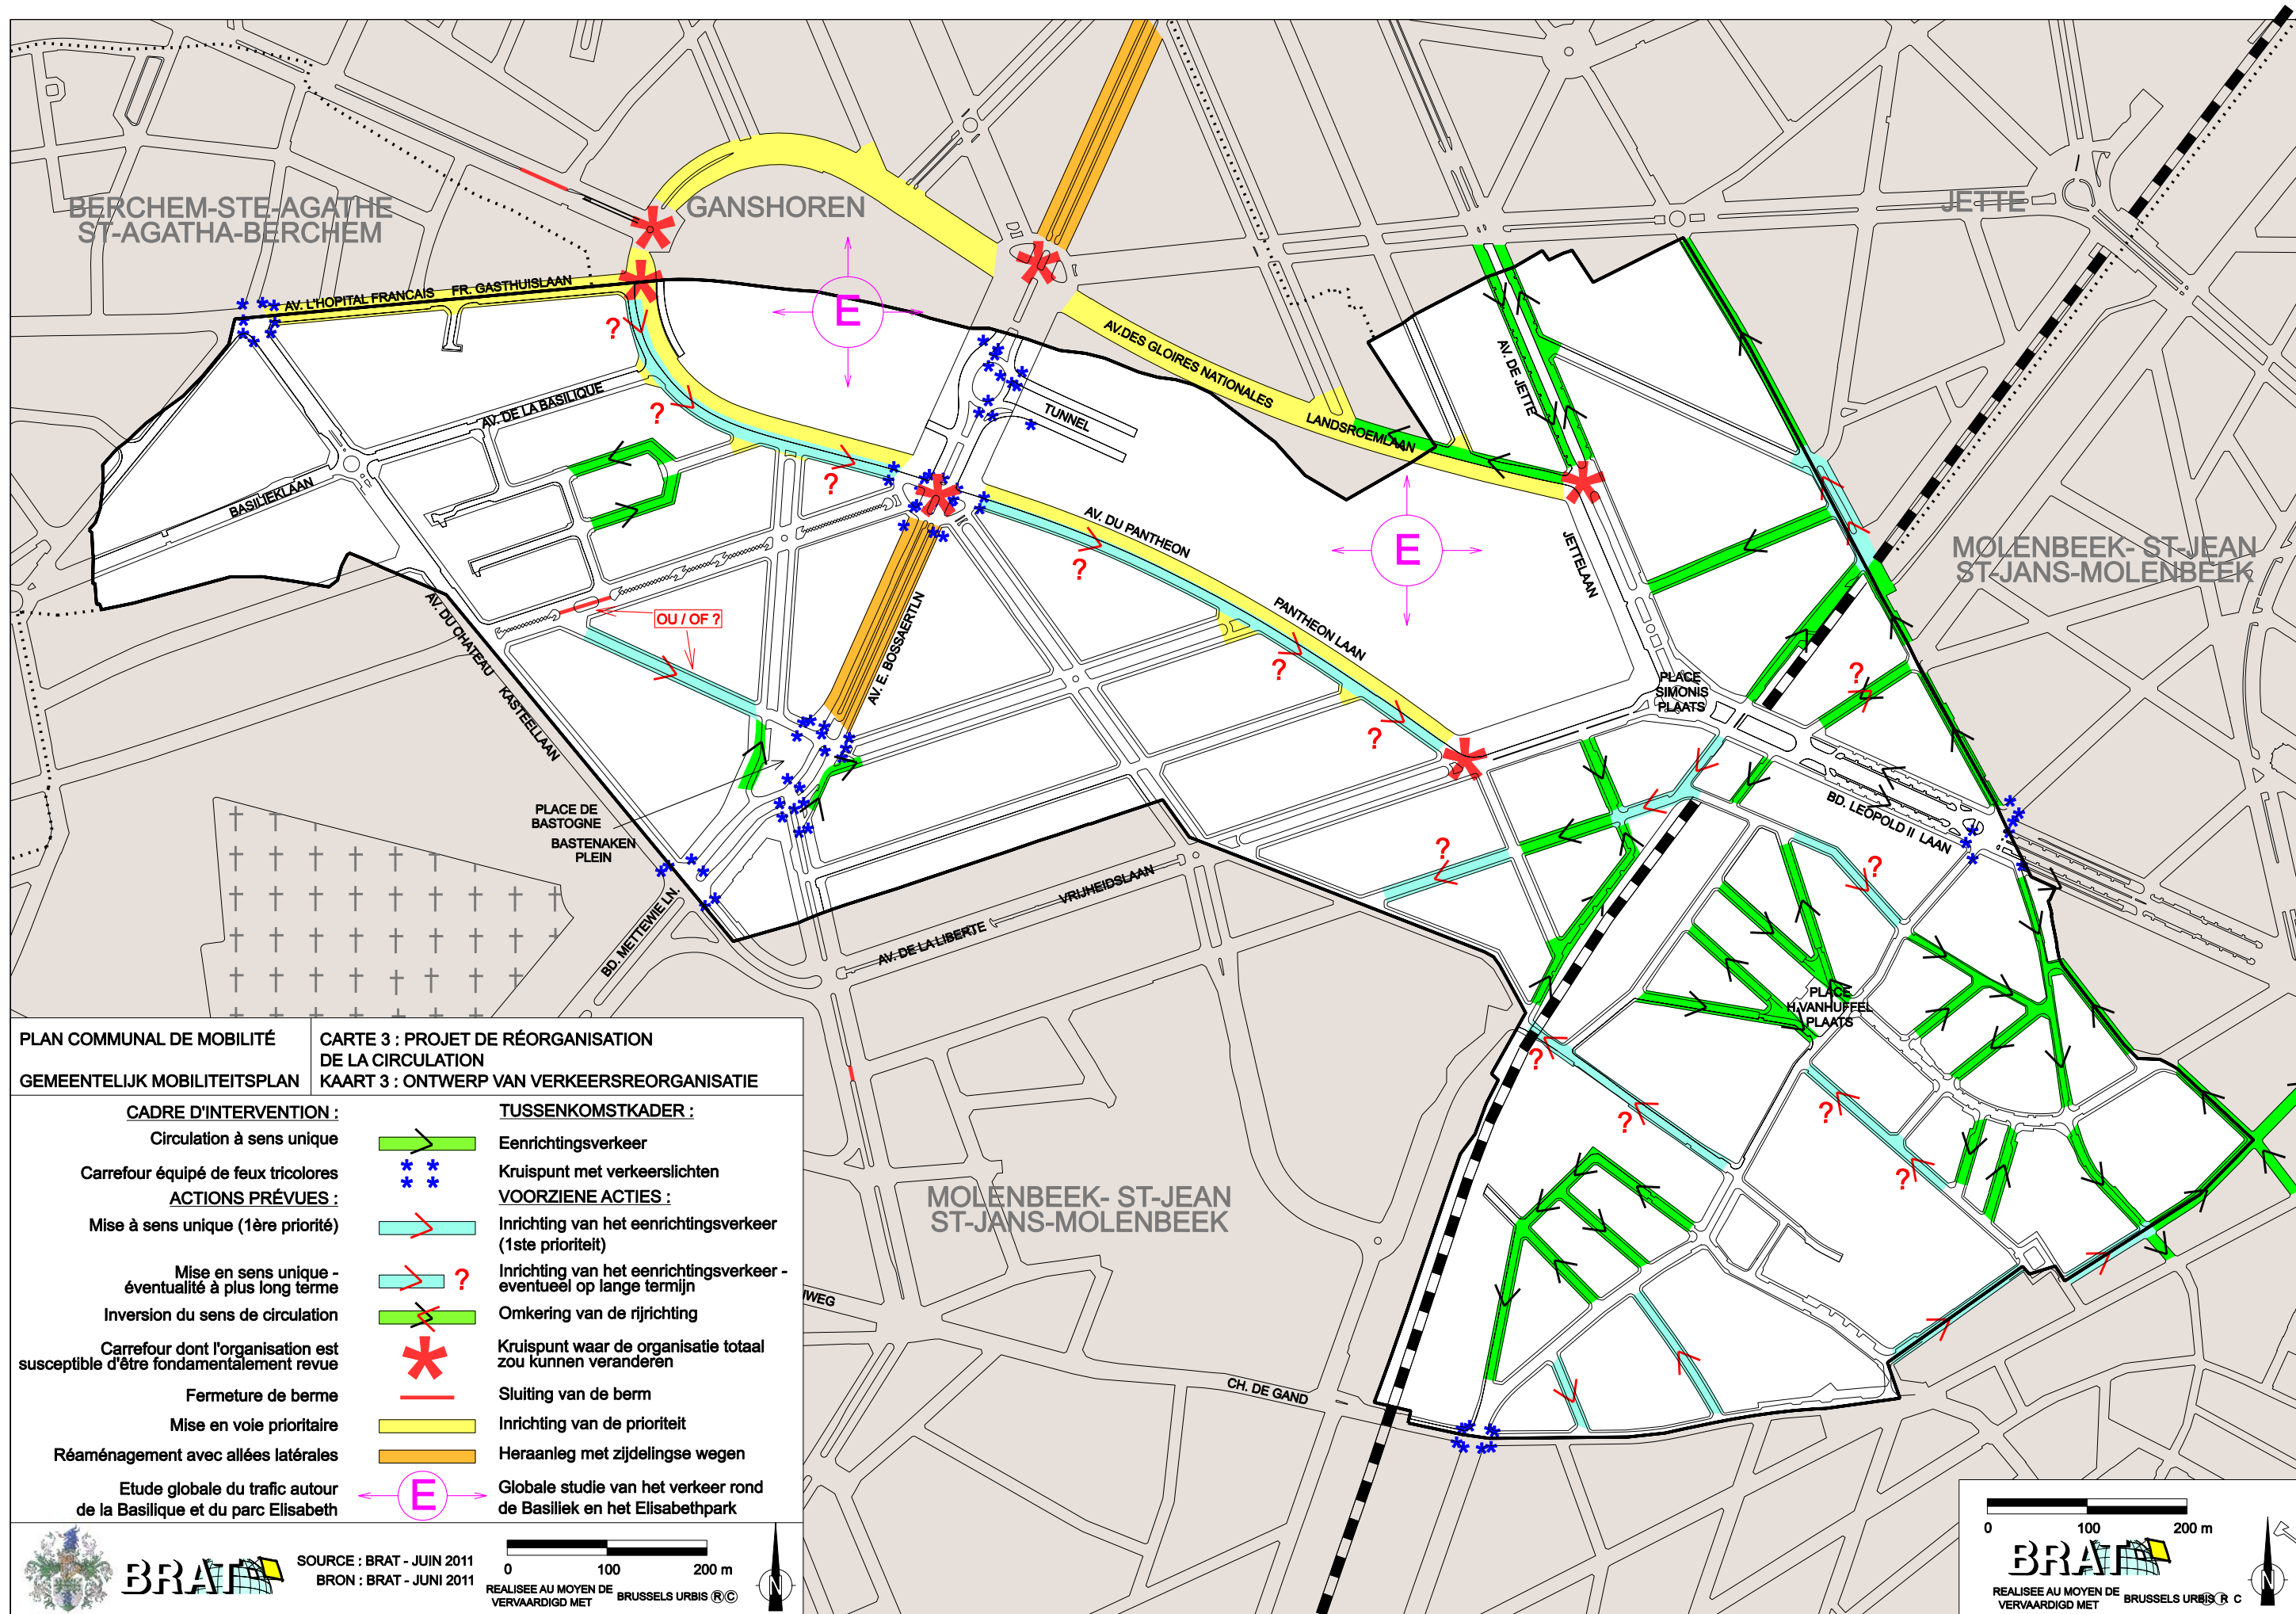 BERCHEM-STE-AGATHE
ST-AGATHA-BERCHEM
GANSHOREN
JETTE
AV. L'HOPITAL FRANCAIS FR. GASTHUISLAAN
?
E
AV.DES GLOIRES NATIONALES
LANDSROEMLAAN
AV. DE JETTE
?
AV. DE LA BASILIQUE
TUNNEL
BASILIEKLAAN
?
AV. DU PANTHEON
?
E
JETTELAAN
MOLENBEEK- ST-JEAN
ST-JANS-MOLENBEEK
OU / OF ?
AV. DU CHATEAU KASTEELLAAN
AV. E. BOSSAERTLN
PANTHEON LAAN
?
?
PLACE
SIMONIS
PLAATS
?
PLACE DE
BASTOGNE
BASTENAKEN
PLEIN
BD. LEOPOLD II LAAN
?
?
BD. METTEWIE LN.
AV. DE LA LIBERTE
VRIJHEIDSLAAN
PLACE
H.VANHUFFEL
PLAATS
?
?
?
?
MOLENBEEK- ST-JEAN
ST-JANS-MOLENBEEK
WEG
CH. DE GAND
PLAN COMMUNAL DE MOBILITÉ
GEMEENTELIJK MOBILITEITSPLAN
CARTE 3 : PROJET DE RÉORGANISATION
DE LA CIRCULATION
KAART 3 : ONTWERP VAN VERKEERSREORGANISATIE
CADRE D'INTERVENTION :
TUSSENKOMSTKADER :
Circulation à sens unique
Eenrichtingsverkeer
Carrefour équipé de feux tricolores
Kruispunt met verkeerslichten
ACTIONS PRÉVUES :
VOORZIENE ACTIES :
Mise à sens unique (1ère priorité)
Inrichting van het eenrichtingsverkeer
(1ste prioriteit)
Mise en sens unique -
éventualité à plus long terme
?
Inrichting van het eenrichtingsverkeer -
eventueel op lange termijn
Inversion du sens de circulation
Omkering van de rijrichting
Carrefour dont l'organisation est
susceptible d'être fondamentalement revue
Kruispunt waar de organisatie totaal
zou kunnen veranderen
Fermeture de berme
Sluiting van de berm
Mise en voie prioritaire
Inrichting van de prioriteit
Réaménagement avec allées latérales
Heraanleg met zijdelingse wegen
Etude globale du trafic autour
de la Basilique et du parc Elisabeth
E
Globale studie van het verkeer rond
de Basiliek en het Elisabethpark
BRAT
SOURCE : BRAT - JUIN 2011
BRON : BRAT - JUNI 2011
0 100 200 m
REALISEE AU MOYEN DE
VERVAARDIGD MET
BRUSSELS URBIS ® ©
N
0 100 200 m
BRAT
REALISEE AU MOYEN DE
VERVAARDIGD MET
BRUSSELS URBIS R C
N